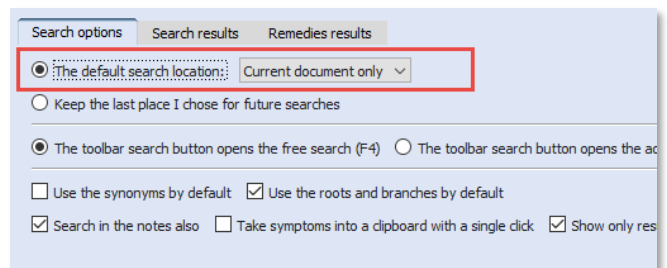 Search options Search results Remedies results
The default search location: Current document only
Keep the last place I chose for future searches
The toolbar search button opens the free search (F4) The toolbar search button opens the
Use the synonyms by default Use the roots and branches by default
Search in the notes also Take symptoms into a clipboard with a single click Show only